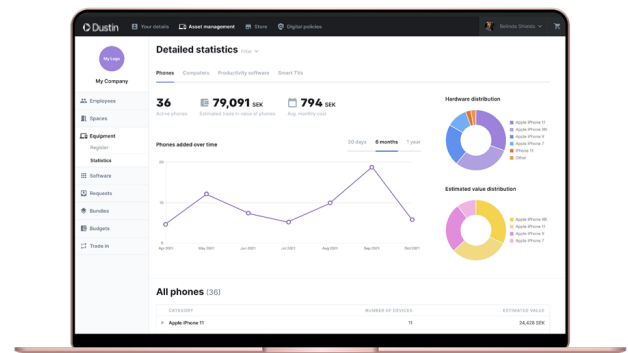 Dustin
Your details
Asset management
Store
Digital policies
Belinda Shields
My Logo
My Company
Employees
Spaces
Equipment
Register
Statistics
Software
Requests
Bundles
Budgets
Trade in
Detailed statistics
Filter
Phones
Computers
Productivity software
Smart TVs
36
Active phones
79,091 SEK
Estimated trade in value of phones
794 SEK
Avg. monthly cost
Phones added over time
30 days
6 months
1 year
20
10
0
Apr 2021
May 2021
Jun 2021
Jul 2021
Aug 2021
Sep 2021
Oct 2021
Hardware distribution
Apple iPhone 11
Apple iPhone XR
Apple iPhone 8
Apple iPhone 7
iPhone 11
Other
Estimated value distribution
Apple iPhone XR
Apple iPhone 11
Apple iPhone 8
Apple iPhone 7
All phones (36)
CATEGORY
NUMBER OF DEVICES
ESTIMATED VALUE
Apple iPhone 11
11
24,428 SEK